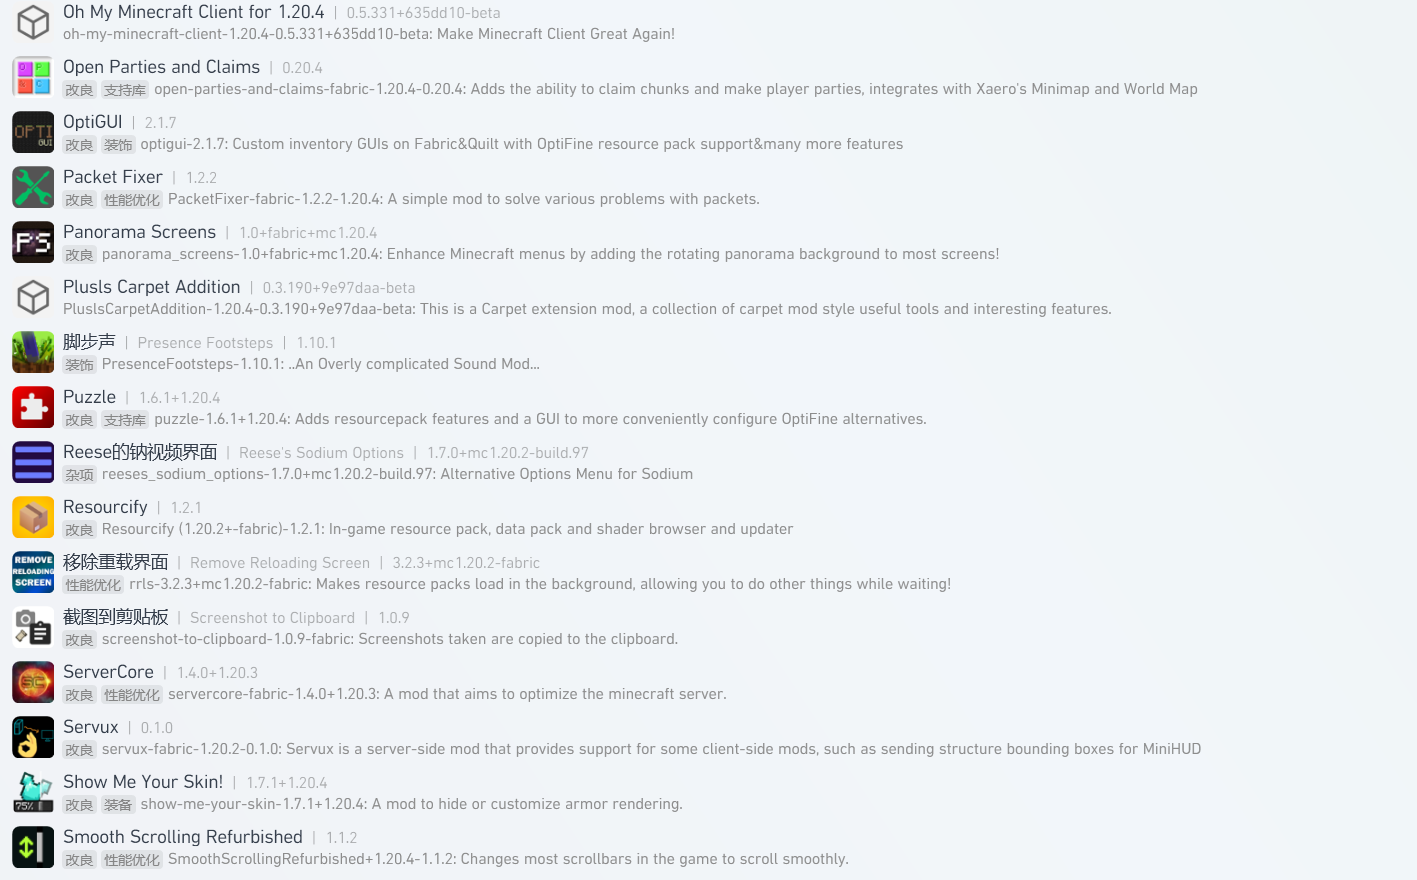 Oh My Minecraft Client for 1.20.4 | 0.5.331+635dd10-beta
oh-my-minecraft-client-1.20.4-0.5.331+635dd10-beta: Make Minecraft Client Great Again!
Open Parties and Claims | 0.20.4
改良 支持库 open-parties-and-claims-fabric-1.20.4-0.20.4: Adds the ability to claim chunks and make player parties, integrates with Xaero's Minimap and World Map
OPTI GUI
OptiGUI | 2.1.7
改良 装饰 optigui-2.1.7: Custom inventory GUIs on Fabric&Quilt with OptiFine resource pack support&many more features
Packet Fixer | 1.2.2
改良 性能优化 PacketFixer-fabric-1.2.2-1.20.4: A simple mod to solve various problems with packets.
PS
Panorama Screens | 1.0+fabric+mc1.20.4
改良 panorama_screens-1.0+fabric+mc1.20.4: Enhance Minecraft menus by adding the rotating panorama background to most screens!
Plusls Carpet Addition | 0.3.190+9e97daa-beta
PluslsCarpetAddition-1.20.4-0.3.190+9e97daa-beta: This is a Carpet extension mod, a collection of carpet mod style useful tools and interesting features.
脚步声 | Presence Footsteps | 1.10.1
装饰 PresenceFootsteps-1.10.1: ..An Overly complicated Sound Mod...
Puzzle | 1.6.1+1.20.4
改良 支持库 puzzle-1.6.1+1.20.4: Adds resourcepack features and a GUI to more conveniently configure OptiFine alternatives.
Reese的钠视频界面 | Reese's Sodium Options | 1.7.0+mc1.20.2-build.97
杂项 reeses_sodium_options-1.7.0+mc1.20.2-build.97: Alternative Options Menu for Sodium
Resourcify | 1.2.1
改良 Resourcify (1.20.2+-fabric)-1.2.1: In-game resource pack, data pack and shader browser and updater
REMOVE RELOADING SCREEN
移除重载界面 | Remove Reloading Screen | 3.2.3+mc1.20.2-fabric
性能优化 rrls-3.2.3+mc1.20.2-fabric: Makes resource packs load in the background, allowing you to do other things while waiting!
截图到剪贴板 | Screenshot to Clipboard | 1.0.9
改良 screenshot-to-clipboard-1.0.9-fabric: Screenshots taken are copied to the clipboard.
SC
ServerCore | 1.4.0+1.20.3
改良 性能优化 servercore-fabric-1.4.0+1.20.3: A mod that aims to optimize the minecraft server.
Servux | 0.1.0
改良 servux-fabric-1.20.2-0.1.0: Servux is a server-side mod that provides support for some client-side mods, such as sending structure bounding boxes for MiniHUD
75%
Show Me Your Skin! | 1.7.1+1.20.4
改良 装备 show-me-your-skin-1.7.1+1.20.4: A mod to hide or customize armor rendering.
Smooth Scrolling Refurbished | 1.1.2
改良 性能优化 SmoothScrollingRefurbished+1.20.4-1.1.2: Changes most scrollbars in the game to scroll smoothly.